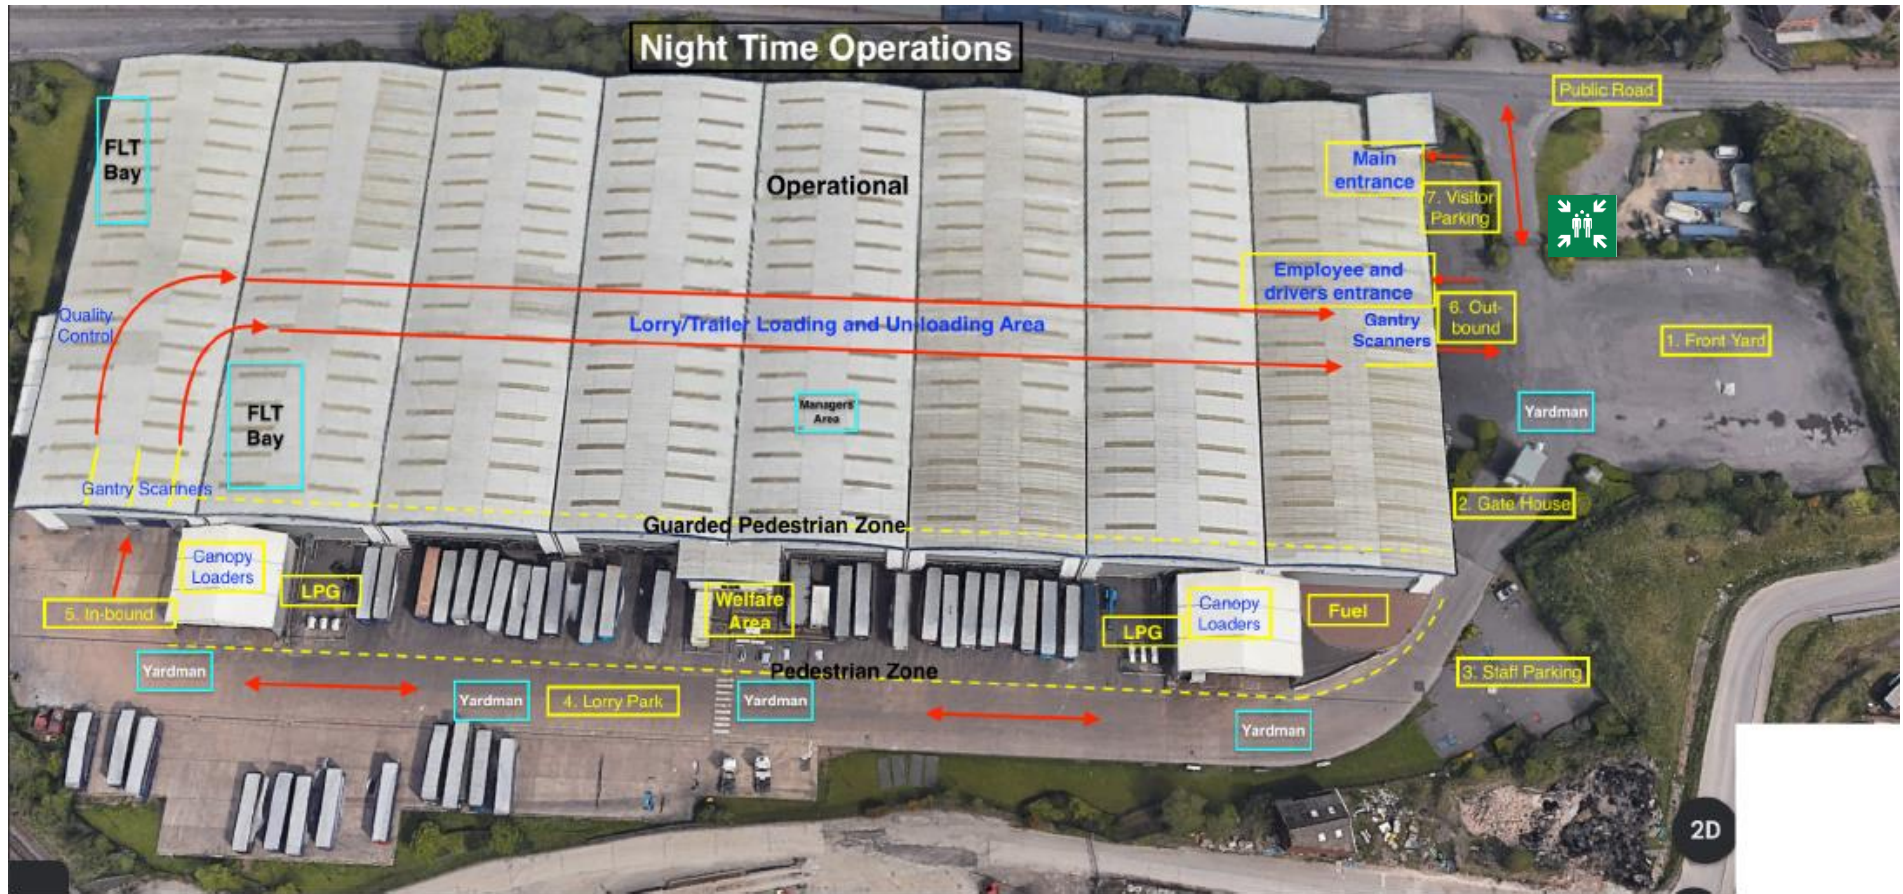 Night Time Operations
Public Road
FLT
Bay
Main
entrance
Operational
7. Visitor
Parking
Employee and
drivers entrance
Quality
Control
Lorry/Trailer Loading and Un-loading Area
Gantry
Scanners
6. Out-
bound
1. Front Yard
FLT
Bay
Managers'
Area
Yardman
Gantry Scanners
2. Gate House
Guarded Pedestrian Zone
Canopy
Loaders
LPG
5. In-bound
Welfare
Area
LPG
Canopy
Loaders
Fuel
Yardman
Pedestrian Zone
3. Staff Parking
Yardman
4. Lorry Park
Yardman
Yardman
2D